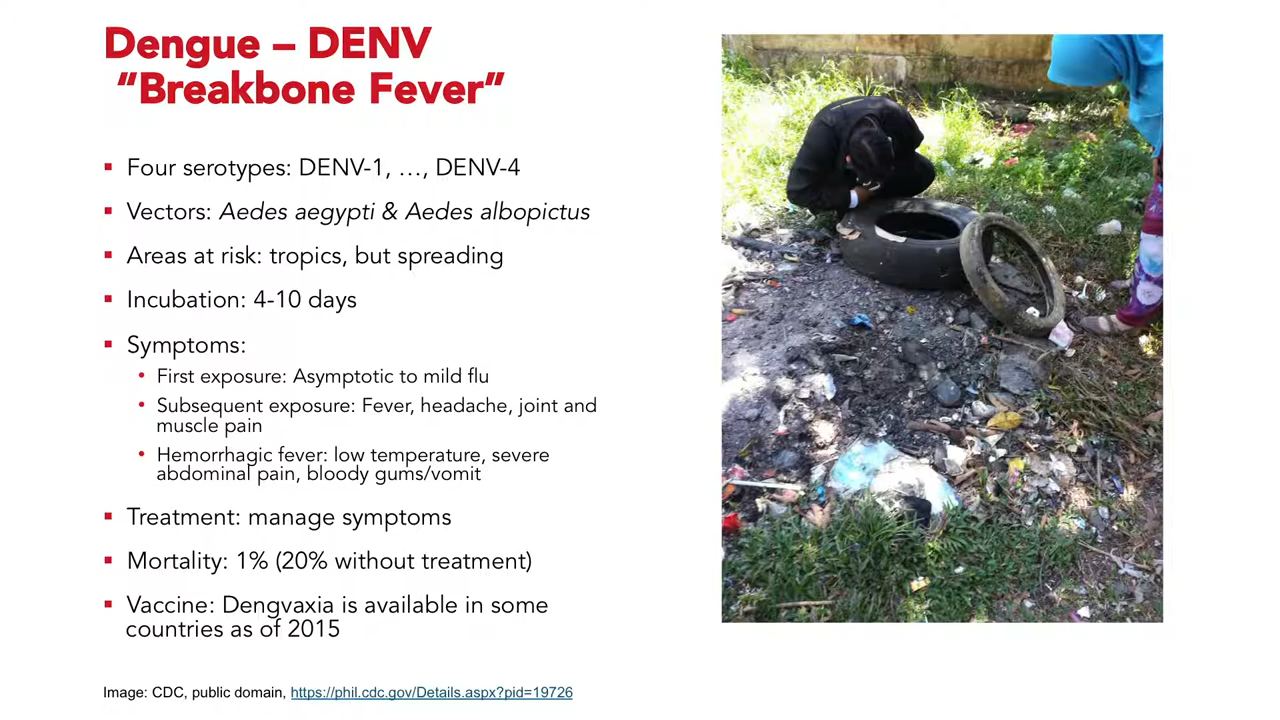 Dengue – DENV
“Breakbone Fever”
▪ Four serotypes: DENV-1, …, DENV-4
▪ Vectors: Aedes aegypti & Aedes albopictus
▪ Areas at risk: tropics, but spreading
▪ Incubation: 4-10 days
▪ Symptoms:
• First exposure: Asymptotic to mild flu
• Subsequent exposure: Fever, headache, joint and
muscle pain
• Hemorrhagic fever: low temperature, severe
abdominal pain, bloody gums/vomit
▪ Treatment: manage symptoms
▪ Mortality: 1% (20% without treatment)
▪ Vaccine: Dengvaxia is available in some
countries as of 2015
Image: CDC, public domain, https://phil.cdc.gov/Details.aspx?pid=19726